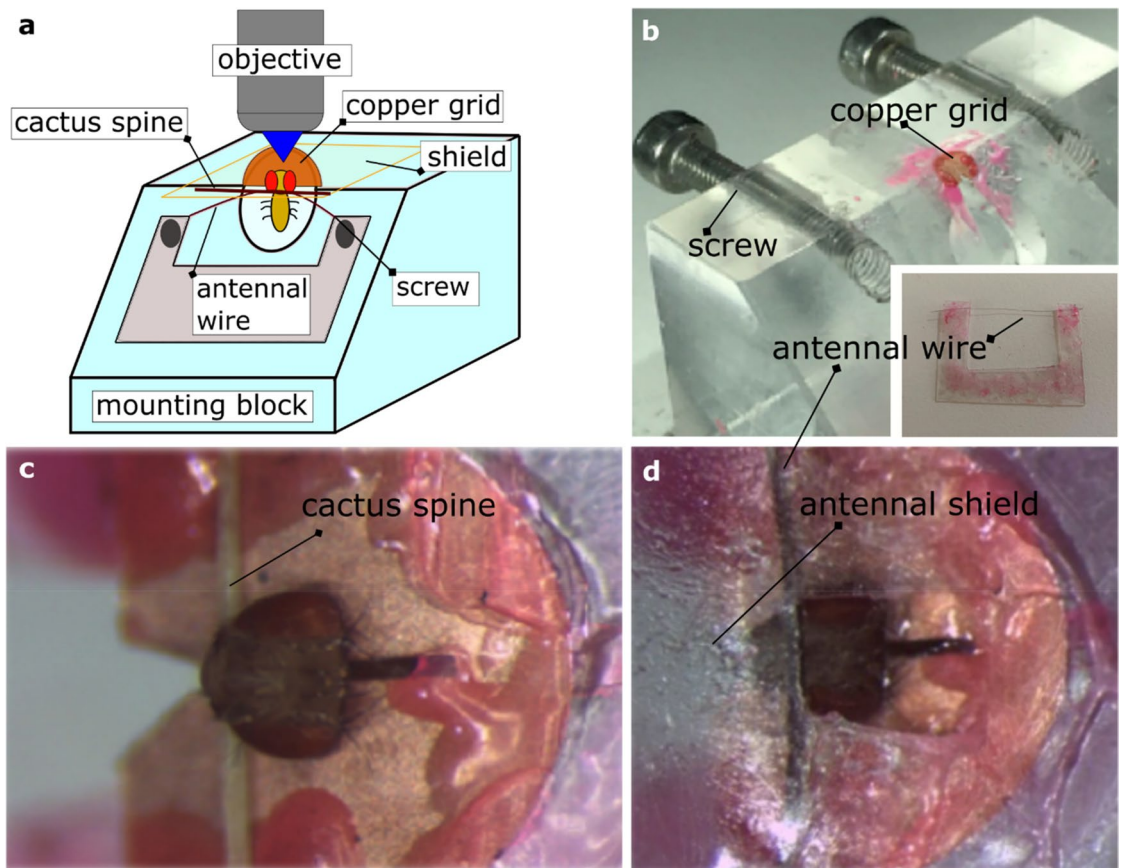 a
objective
copper grid
cactus spine
shield
antennal
wire
screw
mounting block
b
copper grid
screw
antennal wire
c
cactus spine
d
antennal shield